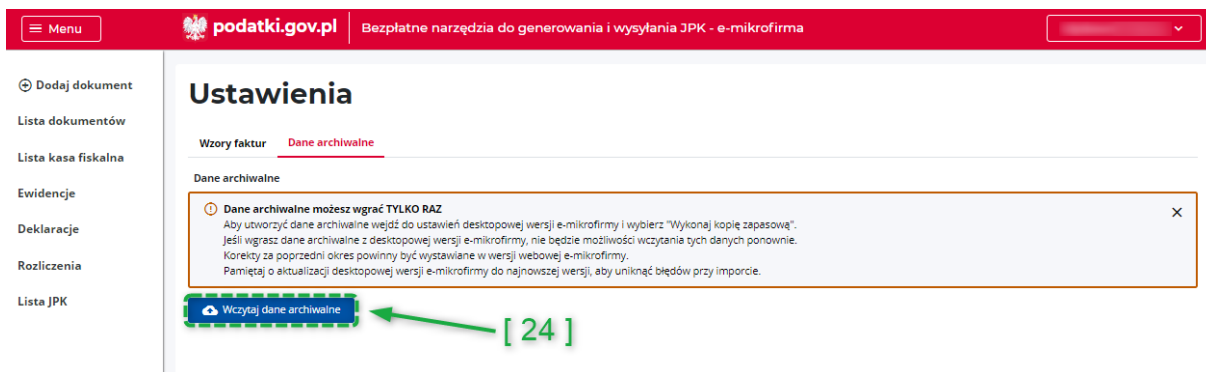 Menu
podatki.gov.pl
Bezpłatne narzędzia do generowania i wysyłania JPK - e-mikrofirma
Dodaj dokument
Lista dokumentów
Lista kasa fiskalna
Ewidencje
Deklaracje
Rozliczenia
Lista JPK
Ustawienia
Wzory faktur
Dane archiwalne
Dane archiwalne
Dane archiwalne możesz wgrać TYLKO RAZ
Aby utworzyć dane archiwalne wejdź do ustawień desktopowej wersji e-mikrofirmy i wybierz "Wykonaj kopię zapasową".
Jeśli wgrasz dane archiwalne z desktopowej wersji e-mikrofirmy, nie będzie możliwości wczytania tych danych ponownie.
Korekty za poprzedni okres powinny być wystawiane w wersji webowej e-mikrofirmy.
Pamiętaj o aktualizacji desktopowej wersji e-mikrofirmy do najnowszej wersji, aby uniknąć błędów przy imporcie.
Wczytaj dane archiwalne
[ 24 ]